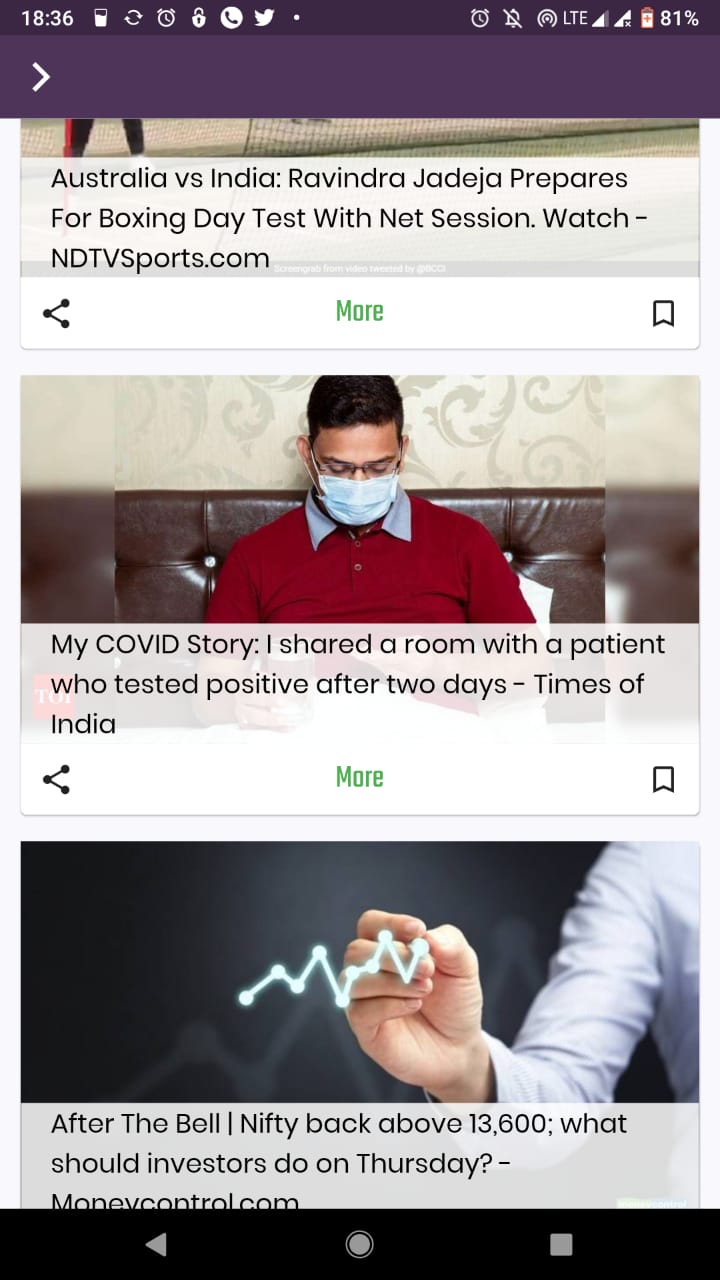 18:36
LTE
81%
Australia vs India: Ravindra Jadeja Prepares
For Boxing Day Test With Net Session. Watch -
NDTVSports.com
Screengrab from video tweeted by @BCCI
More
My COVID Story: I shared a room with a patient
who tested positive after two days - Times of
India
TOI
More
After The Bell | Nifty back above 13,600; what
should investors do on Thursday? -
Moneycontrol.com
moneycontrol